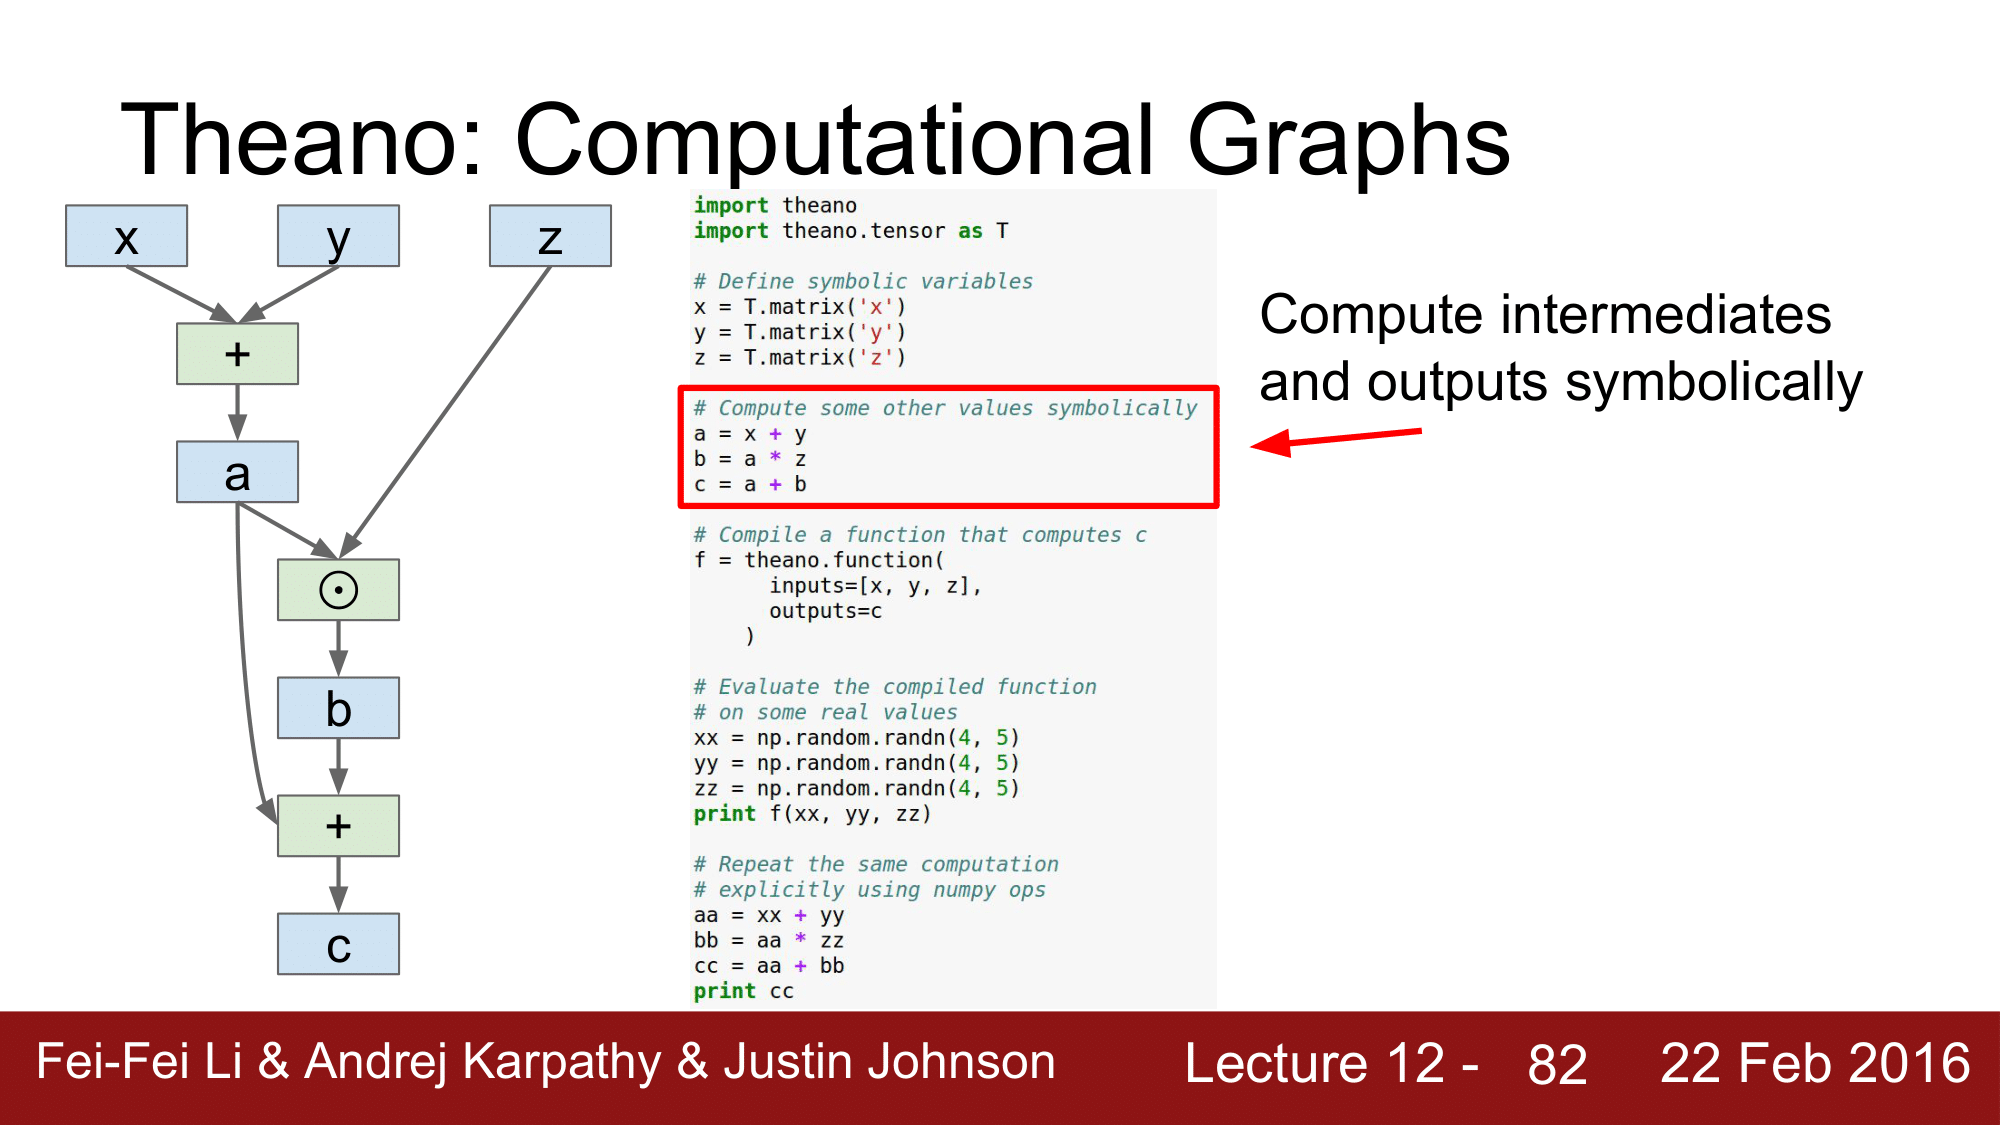 Theano: Computational Graphs
x
y
z
+
a
⊙
b
+
c
import theano
import theano.tensor as T
# Define symbolic variables
x = T.matrix('x')
y = T.matrix('y')
z = T.matrix('z')
# Compute some other values symbolically
a = x + y
b = a * z
c = a + b
# Compile a function that computes c
f = theano.function(
      inputs=[x, y, z],
      outputs=c
    )
# Evaluate the compiled function
# on some real values
xx = np.random.randn(4, 5)
yy = np.random.randn(4, 5)
zz = np.random.randn(4, 5)
print f(xx, yy, zz)
# Repeat the same computation
# explicitly using numpy ops
aa = xx + yy
bb = aa * zz
cc = aa + bb
print cc
Compute intermediates
and outputs symbolically
Fei-Fei Li & Andrej Karpathy & Justin Johnson
Lecture 12 - 82
22 Feb 2016